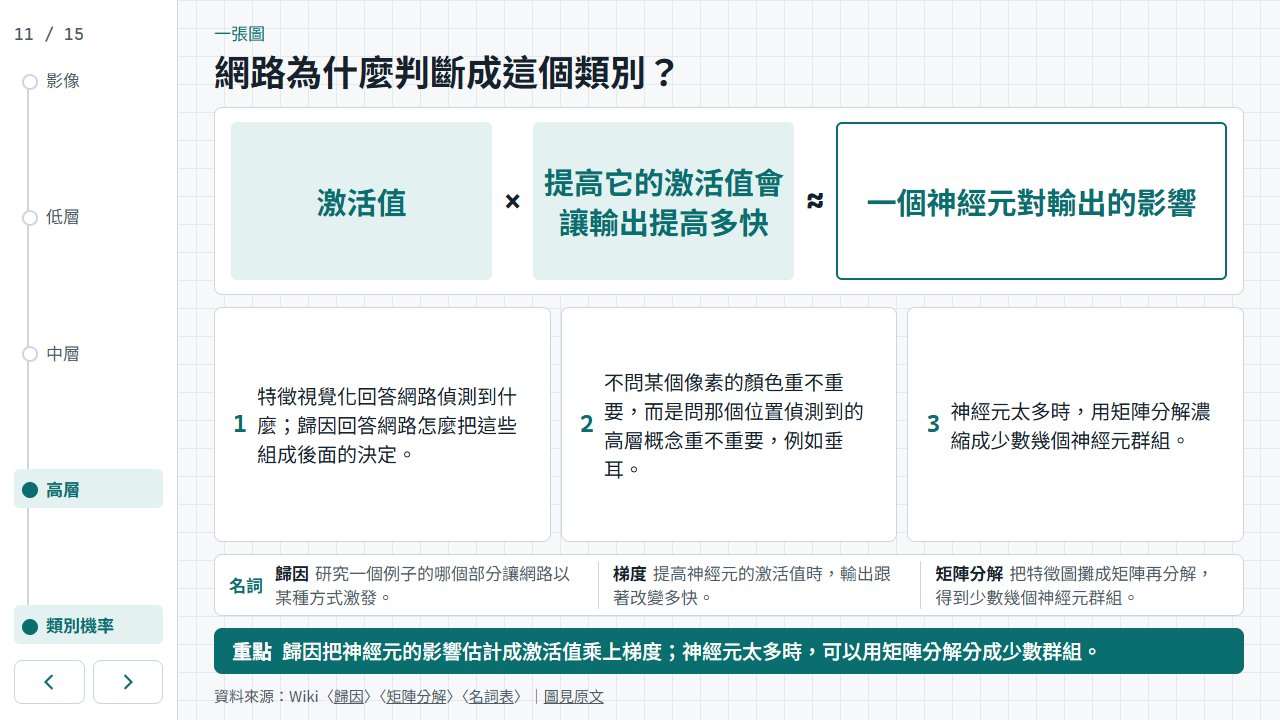 11 / 15
影像
低層
中層
高層
類別機率
一張圖
網路為什麼判斷成這個類別？
激活值
×
提高它的激活值會
讓輸出提高多快
≈
一個神經元對輸出的影響
1
特徵視覺化回答網路偵測到什
麼；歸因回答網路怎麼把這些
組成後面的決定。
2
不問某個像素的顏色重不重
要，而是問那個位置偵測到的
高層概念重不重要，例如垂
耳。
3
神經元太多時，用矩陣分解濃
縮成少數幾個神經元群組。
名詞
歸因 研究一個例子的哪個部分讓網路以
某種方式激發。
梯度 提高神經元的激活值時，輸出跟
著改變多快。
矩陣分解 把特徵圖攤成矩陣再分解，
得到少數幾個神經元群組。
重點 歸因把神經元的影響估計成激活值乘上梯度；神經元太多時，可以用矩陣分解分成少數群組。
資料來源：Wiki〈歸因〉〈矩陣分解〉〈名詞表〉｜圖見原文